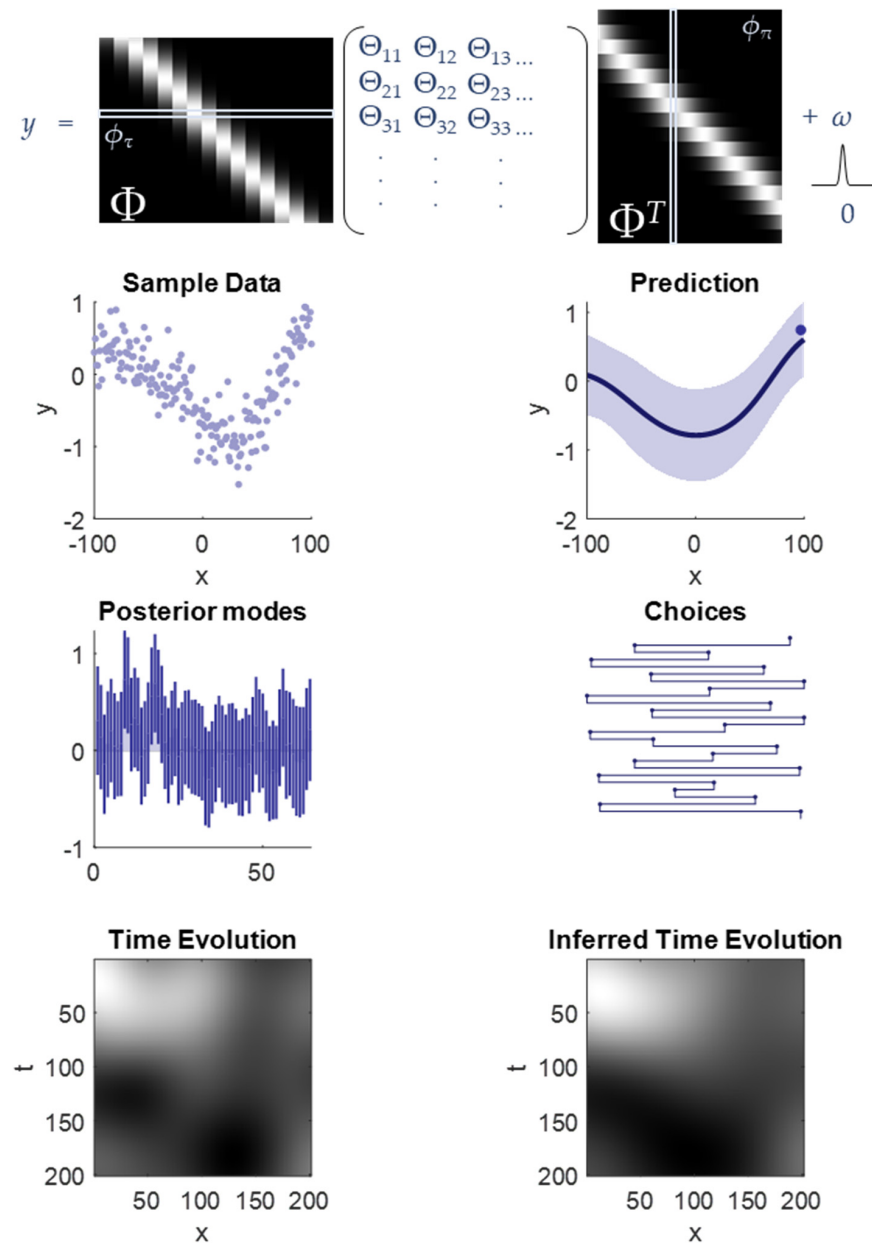 y = ϕτ Φ Θ11 Θ12 Θ13 ... ϕπ Φ^T + ω
Θ21 Θ22 Θ23 ...
Θ31 Θ32 Θ33 ...
. . .
. . .
. . .
0
Sample Data
1
0
-1
-2
y
-100 0 100
x
Prediction
1
0
-1
-2
y
-100 0 100
x
Posterior modes
1
0
-1
0 50
Choices
Time Evolution
50
100
150
200
t
50 100 150 200
x
Inferred Time Evolution
50
100
150
200
t
50 100 150 200
x